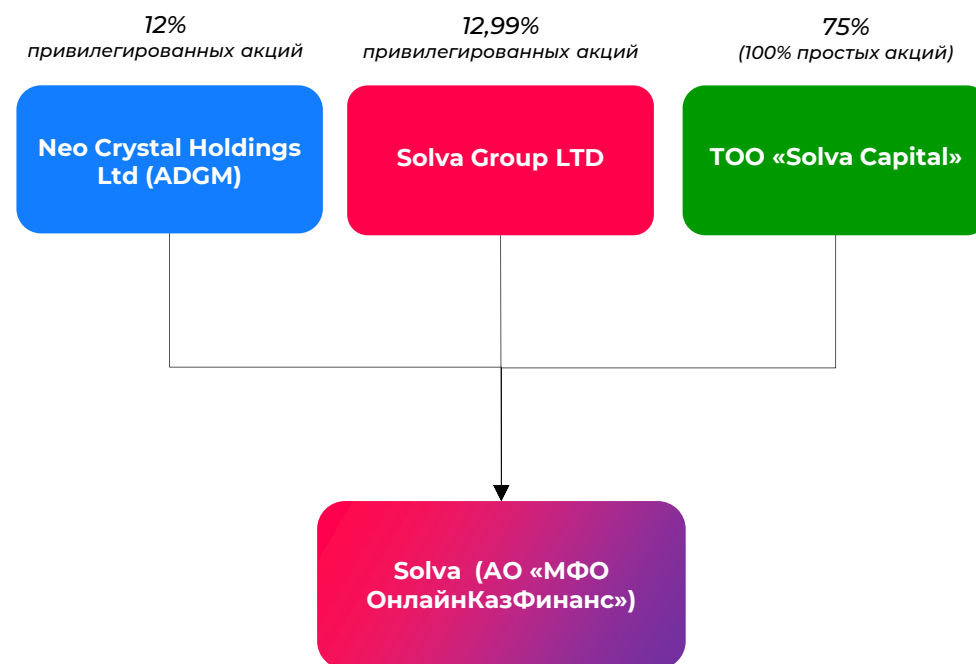 12%
привилегированных акций
12,99%
привилегированных акций
75%
(100% простых акций)
Neo Crystal Holdings
Ltd (ADGM)
Solva Group LTD
ТОО «Solva Capital»
Solva (АО «МФО
ОнлайнКазФинанс»)